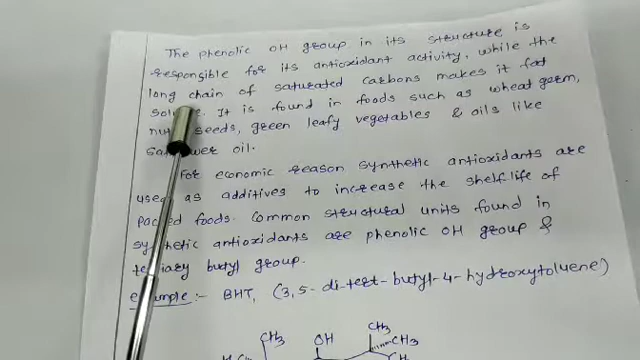 The phenolic OH group in its structure is
responsible for its antioxidant activity, while the
long chain of saturated carbons makes it fat
It is found in foods such as wheat germ,
seeds, green leafy vegetables & oils like
oil.
For economic reason synthetic antioxidants are
used as additives to increase the shelf life of
foods. Common structural units found in
synthetic antioxidants are phenolic OH group &
tertiary butyl group.
example :- BHT, (3,5-di-tert-butyl-4-hydroxytoluene)
CH3
CH3 OH CH3